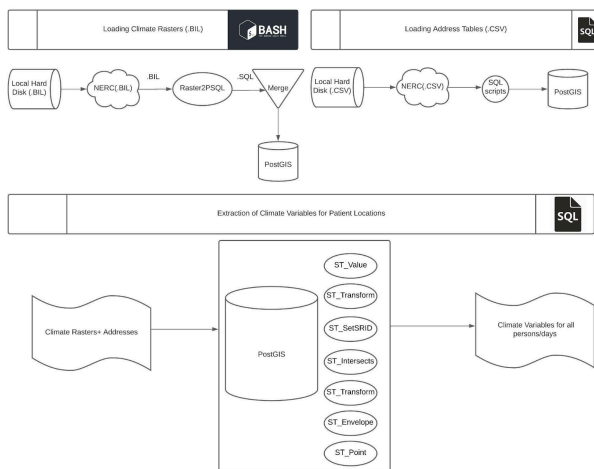 Loading Climate Rasters (.BIL)
BASH
Loading Address Tables (.CSV)
SQL
Local Hard
Disk (.BIL)
NERC(.BIL)
.BIL
Raster2PSQL
.SQL
Merge
PostGIS
Local Hard
Disk (.CSV)
NERC(.CSV)
SQL
scripts
PostGIS
Extraction of Climate Variables for Patient Locations
SQL
Climate Rasters+ Addresses
PostGIS
ST_Value
ST_Transform
ST_SetSRID
ST_Intersects
ST_Transform
ST_Envelope
ST_Point
Climate Variables for all
persons/days